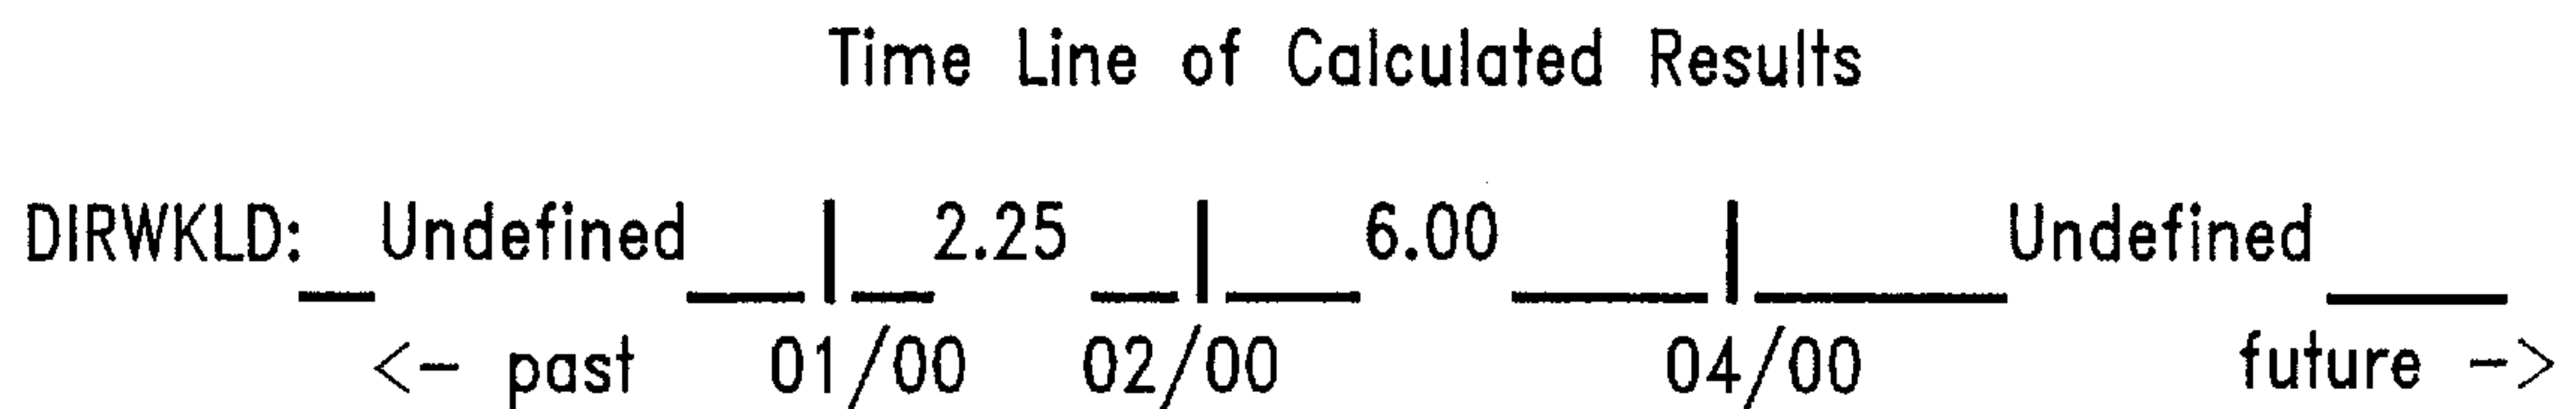 Time Line of Calculated Results
DIRWKLD: Undefined 2.25 6.00 Undefined
<- past 01/00 02/00 04/00 future ->